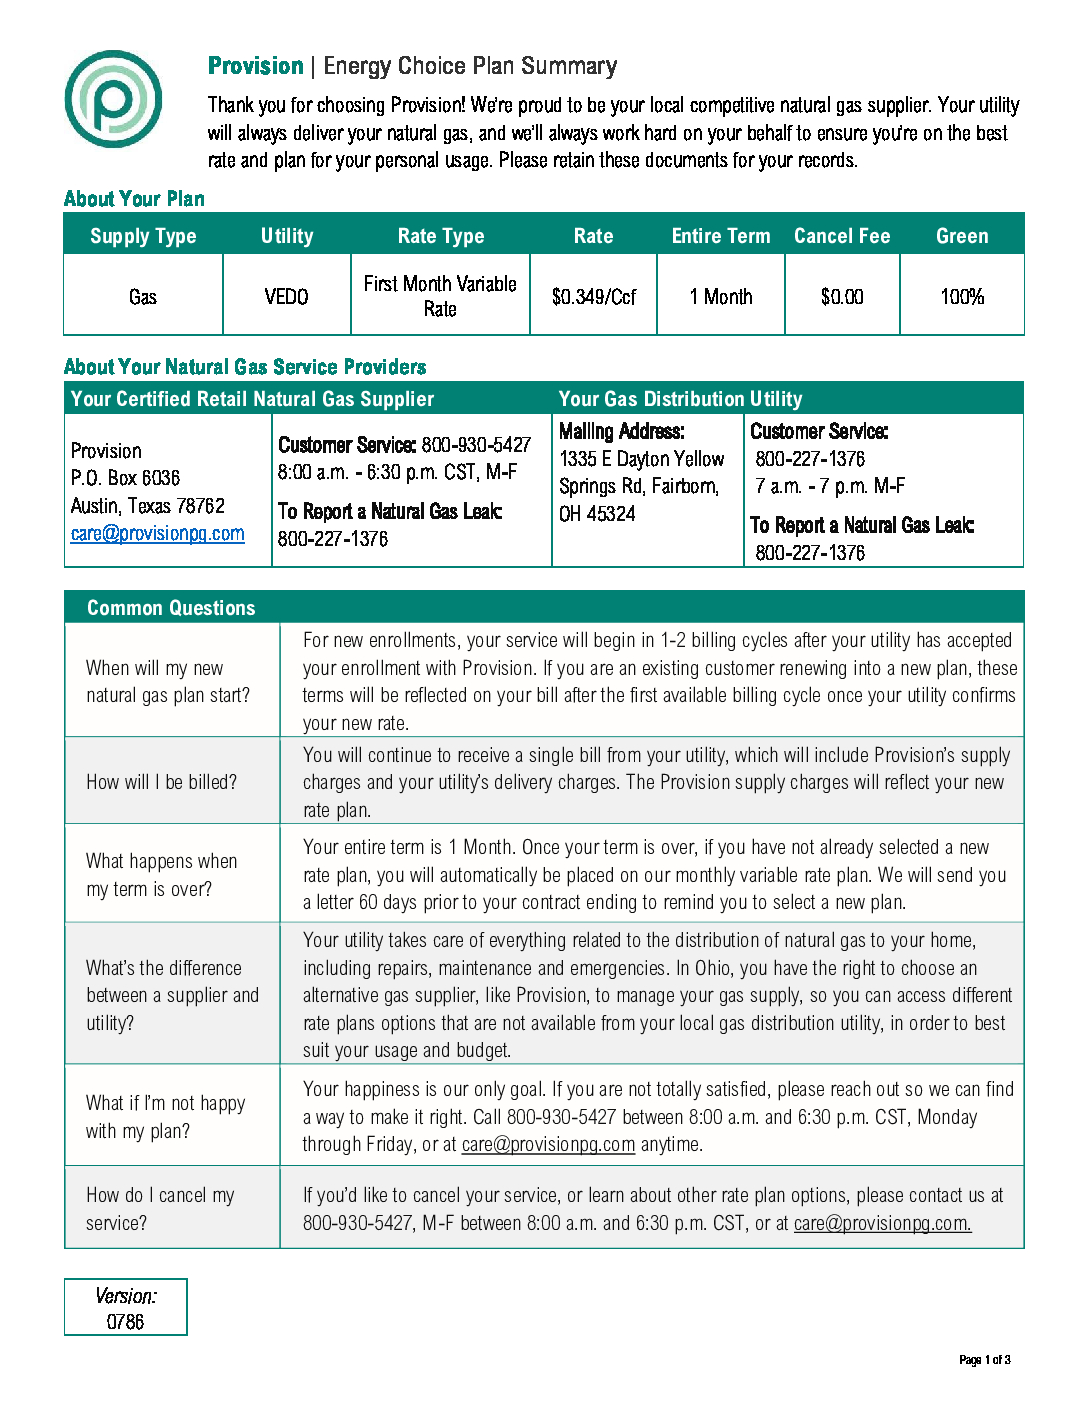 Provision | Energy Choice Plan Summary
Thank you for choosing Provision! We're proud to be your local competitive natural gas supplier. Your utility
will always deliver your natural gas, and we'll always work hard on your behalf to ensure you're on the best
rate and plan for your personal usage. Please retain these documents for your records.
About Your Plan
Supply Type Utility Rate Type Rate Entire Term Cancel Fee Green
Gas VEDO First Month Variable Rate $0.349/Ccf 1 Month $0.00 100%
About Your Natural Gas Service Providers
Your Certified Retail Natural Gas Supplier Your Gas Distribution Utility
Provision
P.O. Box 6036
Austin, Texas 78762
care@provisionpg.com
Customer Service: 800-930-5427
8:00 a.m. - 6:30 p.m. CST, M-F
To Report a Natural Gas Leak:
800-227-1376
Mailing Address:
1335 E Dayton Yellow
Springs Rd, Fairborn,
OH 45324
Customer Service:
800-227-1376
7 a.m. - 7 p.m. M-F
To Report a Natural Gas Leak:
800-227-1376
Common Questions
When will my new
natural gas plan start?
For new enrollments, your service will begin in 1-2 billing cycles after your utility has accepted
your enrollment with Provision. If you are an existing customer renewing into a new plan, these
terms will be reflected on your bill after the first available billing cycle once your utility confirms
your new rate.
How will I be billed?
You will continue to receive a single bill from your utility, which will include Provision's supply
charges and your utility's delivery charges. The Provision supply charges will reflect your new
rate plan.
What happens when
my term is over?
Your entire term is 1 Month. Once your term is over, if you have not already selected a new
rate plan, you will automatically be placed on our monthly variable rate plan. We will send you
a letter 60 days prior to your contract ending to remind you to select a new plan.
What's the difference
between a supplier and
utility?
Your utility takes care of everything related to the distribution of natural gas to your home,
including repairs, maintenance and emergencies. In Ohio, you have the right to choose an
alternative gas supplier, like Provision, to manage your gas supply, so you can access different
rate plans options that are not available from your local gas distribution utility, in order to best
suit your usage and budget.
What if I'm not happy
with my plan?
Your happiness is our only goal. If you are not totally satisfied, please reach out so we can find
a way to make it right. Call 800-930-5427 between 8:00 a.m. and 6:30 p.m. CST, Monday
through Friday, or at care@provisionpg.com anytime.
How do I cancel my
service?
If you'd like to cancel your service, or learn about other rate plan options, please contact us at
800-930-5427, M-F between 8:00 a.m. and 6:30 p.m. CST, or at care@provisionpg.com.
Version:
0786
Page 1 of 3